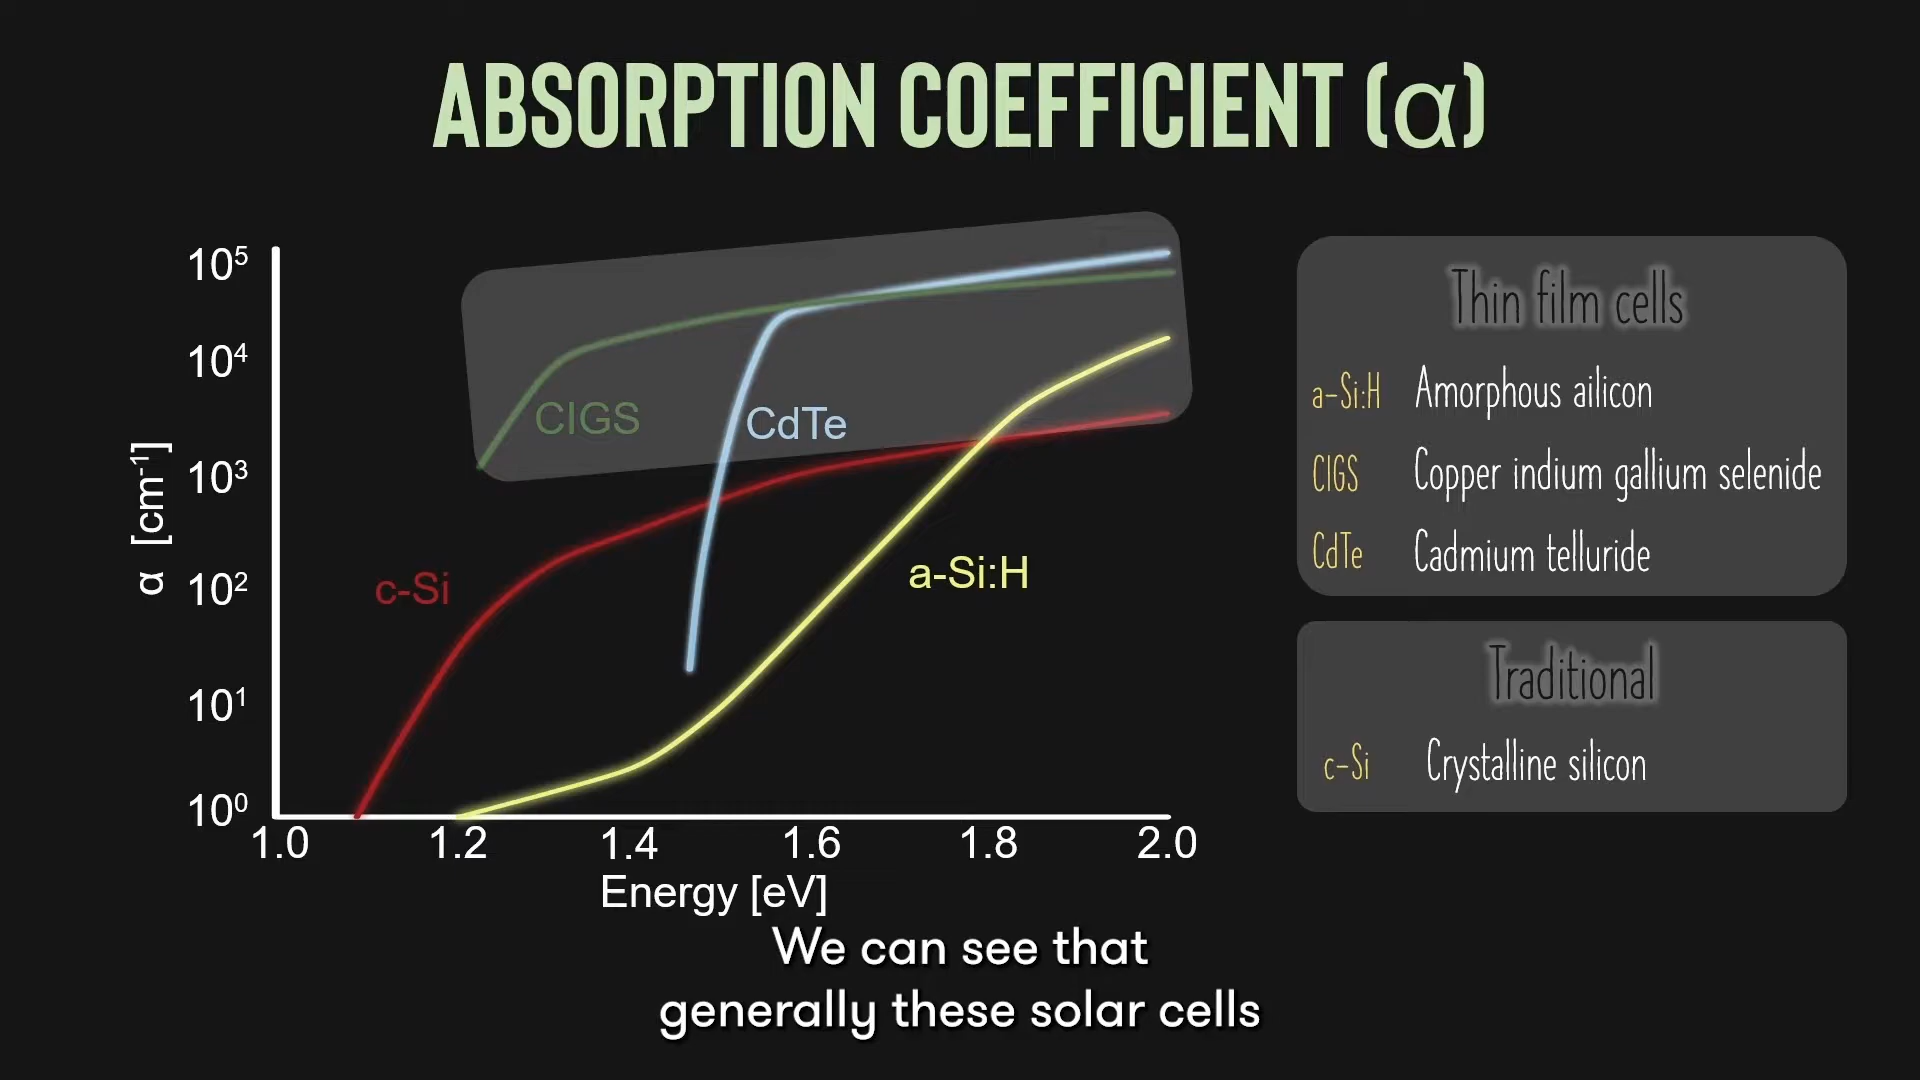 ABSORPTION COEFFICIENT (α)
10⁵
10⁴
10³
10²
10¹
10⁰
α [cm⁻¹]
CIGS
CdTe
c-Si
a-Si:H
1.0 1.2 1.4 1.6 1.8 2.0
Energy [eV]
Thin film cells
a-Si:H Amorphous ailicon
CIGS Copper indium gallium selenide
CdTe Cadmium telluride
Traditional
c-Si Crystalline silicon
We can see that
generally these solar cells